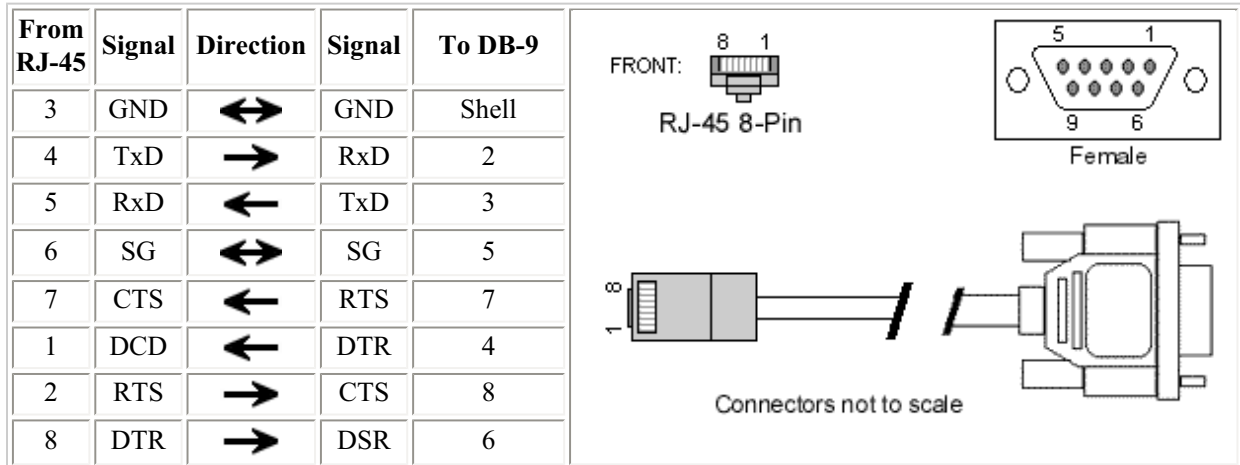 From RJ-45 Signal Direction Signal To DB-9
3 GND GND Shell
4 TxD RxD 2
5 RxD TxD 3
6 SG SG 5
7 CTS RTS 7
1 DCD DTR 4
2 RTS CTS 8
8 DTR DSR 6
8 1
FRONT:
RJ-45 8-Pin
5 1
9 6
Female
8
1
Connectors not to scale